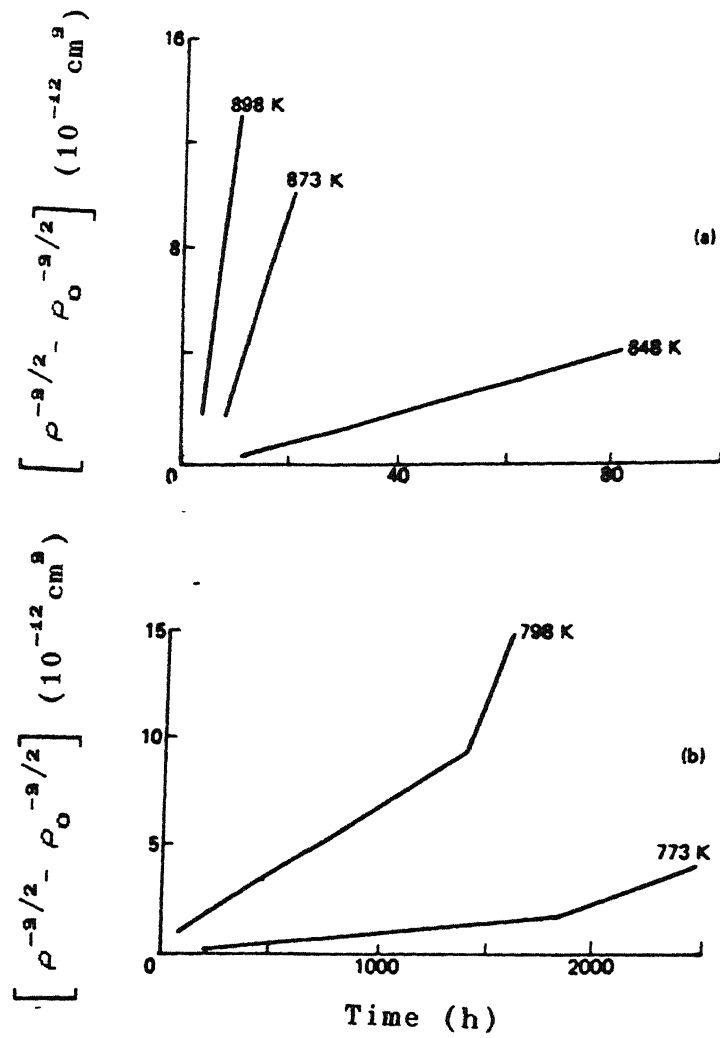 [ρ^-9/2 - ρ_o^-9/2] (10^-12 cm^9)
16
8
0
40
80
898 K
873 K
848 K
(a)
[ρ^-9/2 - ρ_o^-9/2] (10^-12 cm^9)
15
10
5
0
1000
2000
798 K
773 K
(b)
Time (h)